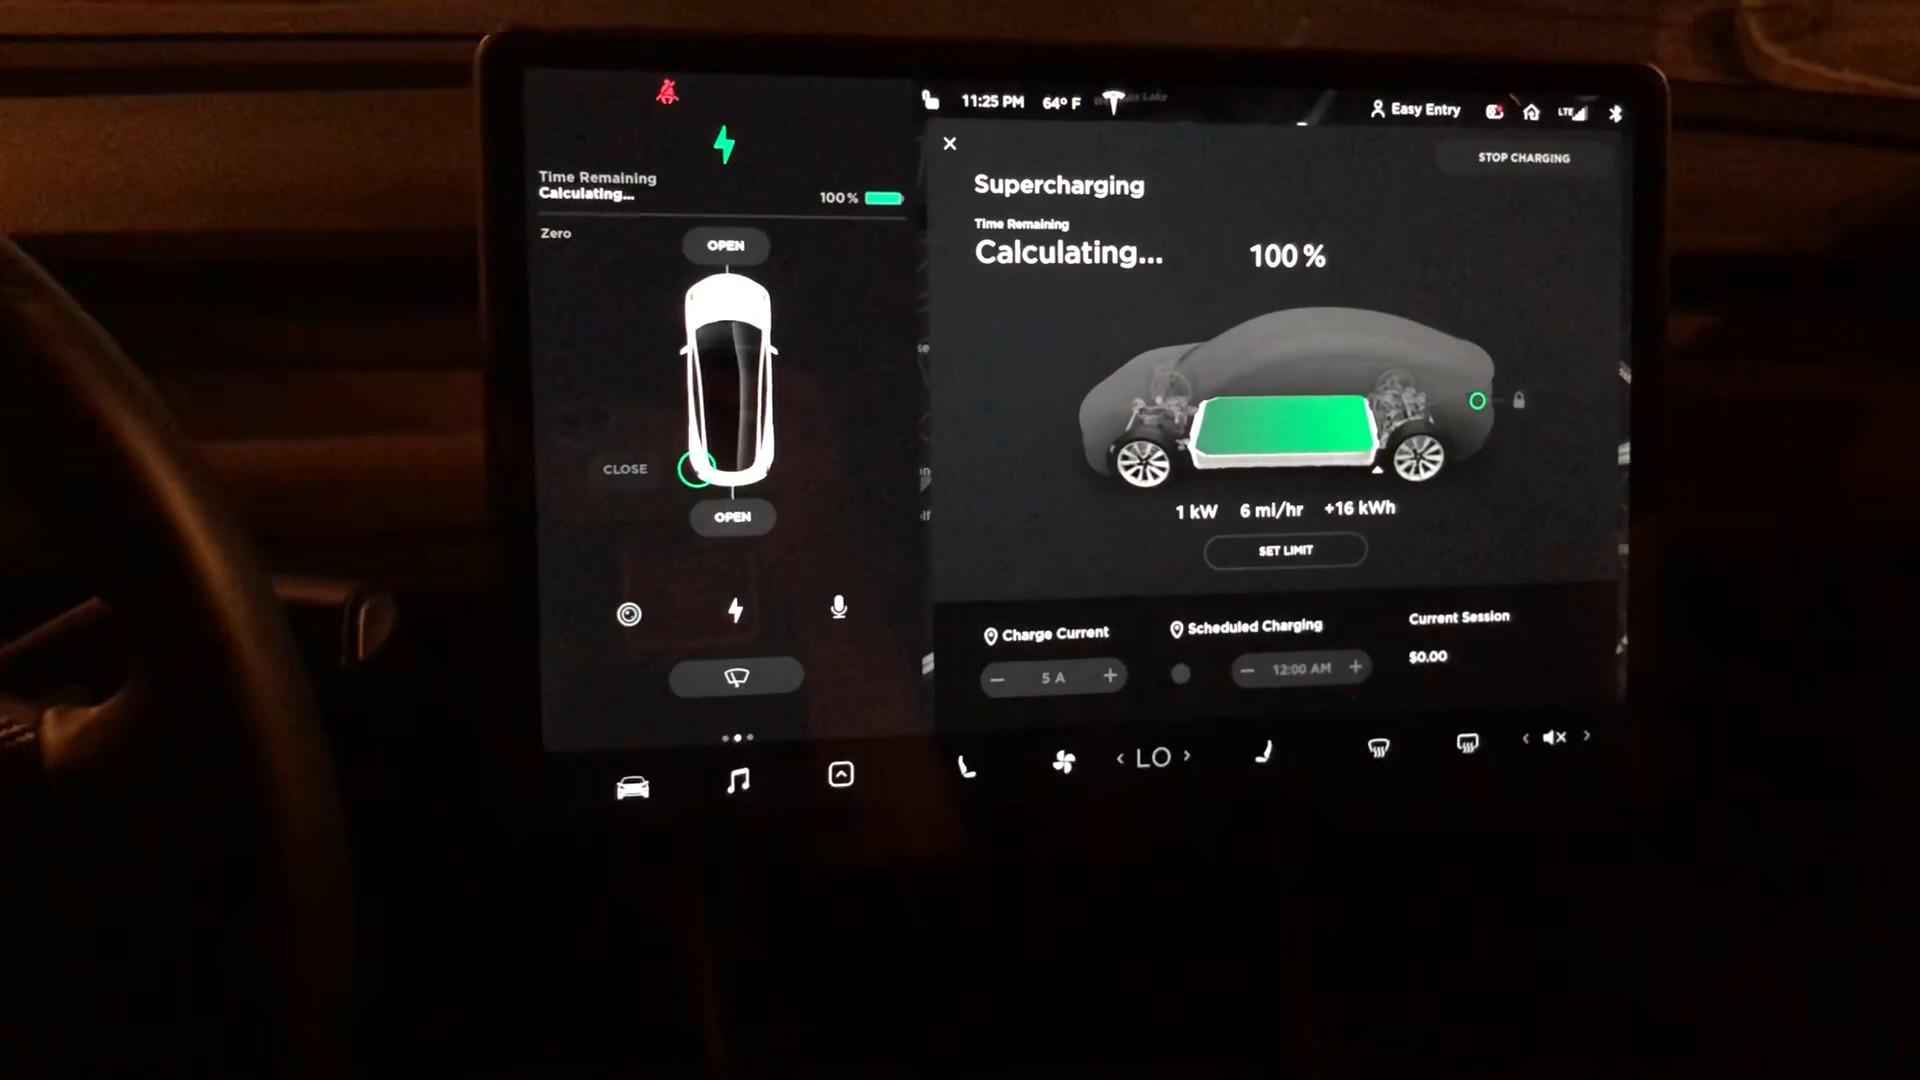 11:25 PM 64° F
Easy Entry
LTE
Time Remaining
Calculating...
100 %
Zero
OPEN
CLOSE
OPEN
STOP CHARGING
Supercharging
Time Remaining
Calculating...
100 %
1 kW 6 mi/hr +16 kWh
SET LIMIT
Charge Current
− 5 A +
Scheduled Charging
− 12:00 AM +
Current Session
$0.00
< LO >